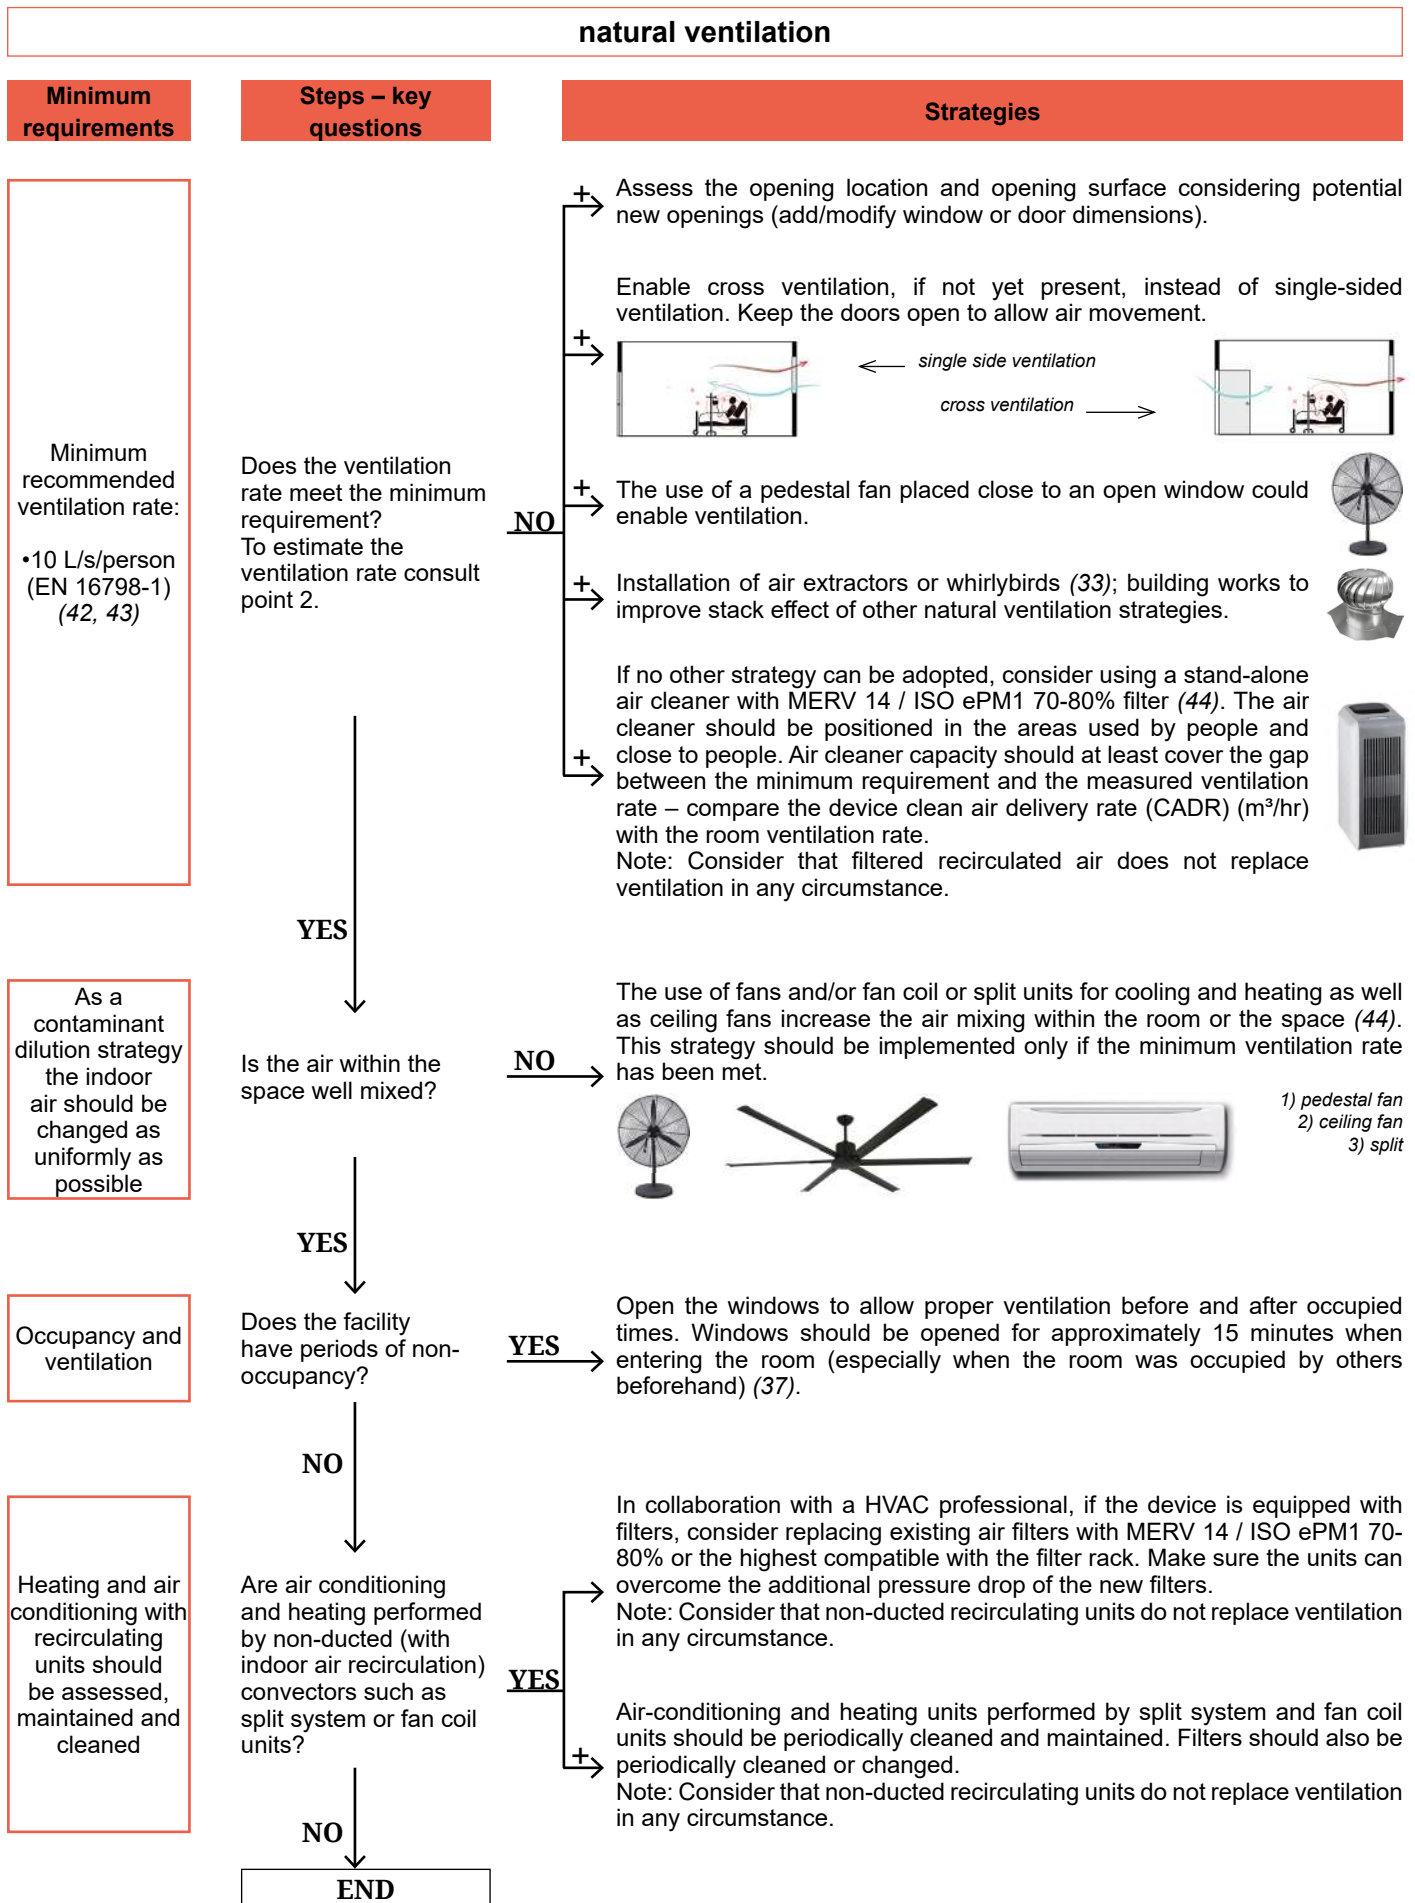 natural ventilation
Minimum
requirements
Steps – key
questions
Strategies
Minimum
recommended
ventilation rate:
•10 L/s/person
(EN 16798-1)
(42, 43)
Does the ventilation
rate meet the minimum
requirement?
To estimate the
ventilation rate consult
point 2.
NO
+
Assess the opening location and opening surface considering potential
new openings (add/modify window or door dimensions).
+
Enable cross ventilation, if not yet present, instead of single-sided
ventilation. Keep the doors open to allow air movement.
single side ventilation
cross ventilation
+
The use of a pedestal fan placed close to an open window could
enable ventilation.
+
Installation of air extractors or whirlybirds (33); building works to
improve stack effect of other natural ventilation strategies.
+
If no other strategy can be adopted, consider using a stand-alone
air cleaner with MERV 14 / ISO ePM1 70-80% filter (44). The air
cleaner should be positioned in the areas used by people and
close to people. Air cleaner capacity should at least cover the gap
between the minimum requirement and the measured ventilation
rate – compare the device clean air delivery rate (CADR) (m³/hr)
with the room ventilation rate.
Note: Consider that filtered recirculated air does not replace
ventilation in any circumstance.
YES
As a
contaminant
dilution strategy
the indoor
air should be
changed as
uniformly as
possible
Is the air within the
space well mixed?
NO
The use of fans and/or fan coil or split units for cooling and heating as well
as ceiling fans increase the air mixing within the room or the space (44).
This strategy should be implemented only if the minimum ventilation rate
has been met.
1) pedestal fan
2) ceiling fan
3) split
YES
Occupancy and
ventilation
Does the facility
have periods of non-
occupancy?
YES
Open the windows to allow proper ventilation before and after occupied
times. Windows should be opened for approximately 15 minutes when
entering the room (especially when the room was occupied by others
beforehand) (37).
NO
Heating and air
conditioning with
recirculating
units should
be assessed,
maintained and
cleaned
Are air conditioning
and heating performed
by non-ducted (with
indoor air recirculation)
convectors such as
split system or fan coil
units?
YES
In collaboration with a HVAC professional, if the device is equipped with
filters, consider replacing existing air filters with MERV 14 / ISO ePM1 70-
80% or the highest compatible with the filter rack. Make sure the units can
overcome the additional pressure drop of the new filters.
Note: Consider that non-ducted recirculating units do not replace ventilation
in any circumstance.
+
Air-conditioning and heating units performed by split system and fan coil
units should be periodically cleaned and maintained. Filters should also be
periodically cleaned or changed.
Note: Consider that non-ducted recirculating units do not replace ventilation
in any circumstance.
NO
END